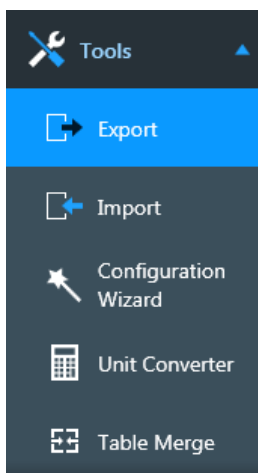 Tools
Export
Import
Configuration
Wizard
Unit Converter
Table Merge